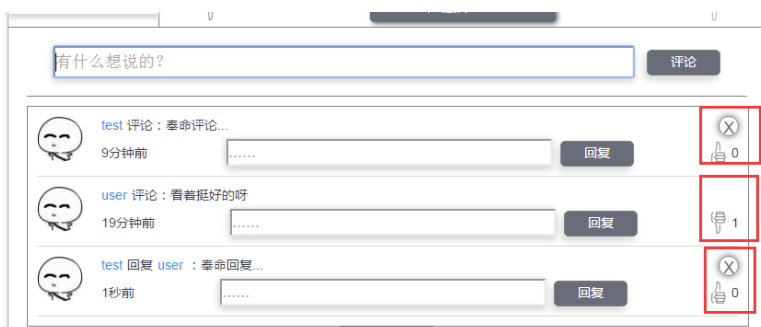 有什么想说的?
评论
test 评论：奉命评论...
X
9分钟前
......
回复
0
user 评论：看着挺好的呀
19分钟前
......
回复
1
test 回复 user ：奉命回复...
X
1秒前
......
回复
0